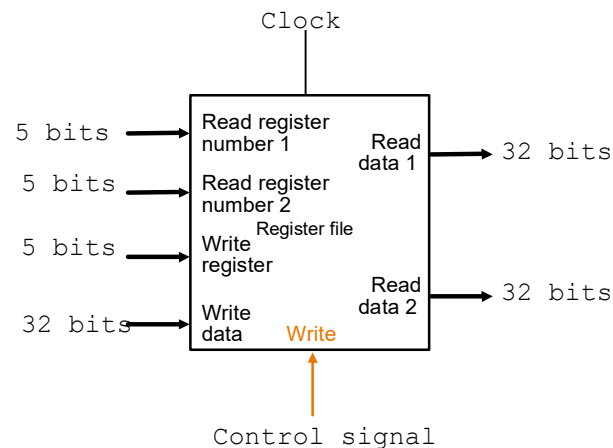 Clock
5 bits
Read register
number 1
Read
data 1
32 bits
5 bits
Read register
number 2
Register file
5 bits
Write
register
32 bits
Write
data
Read
data 2
32 bits
Write
Control signal